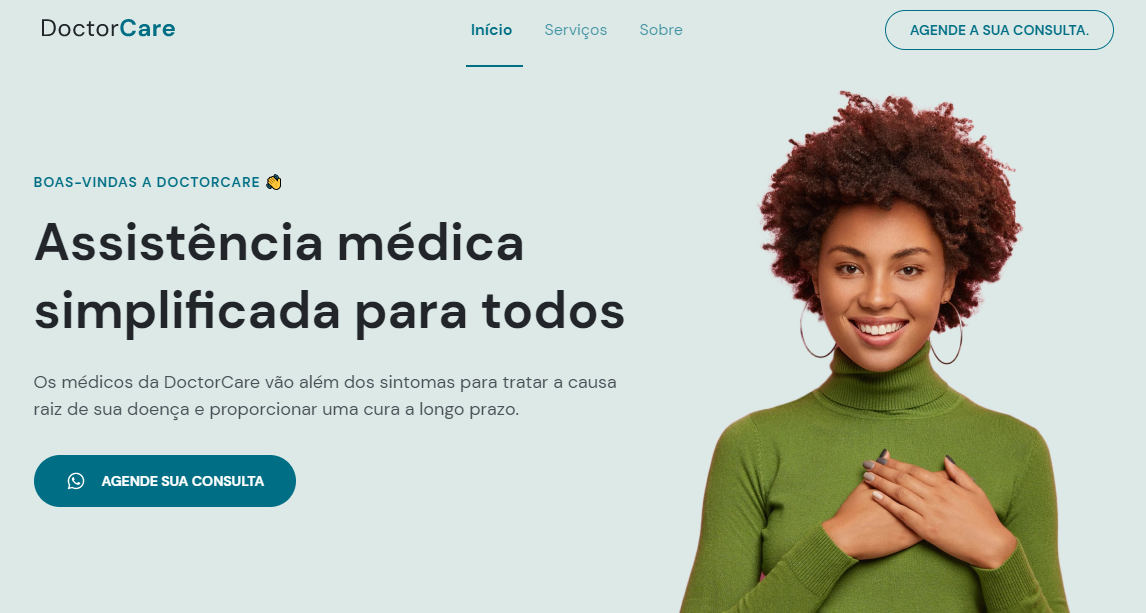 DoctorCare
Início
Serviços
Sobre
AGENDE A SUA CONSULTA.
BOAS-VINDAS A DOCTORCARE 👋
Assistência médica
simplificada para todos
Os médicos da DoctorCare vão além dos sintomas para tratar a causa
raiz de sua doença e proporcionar uma cura a longo prazo.
AGENDE SUA CONSULTA